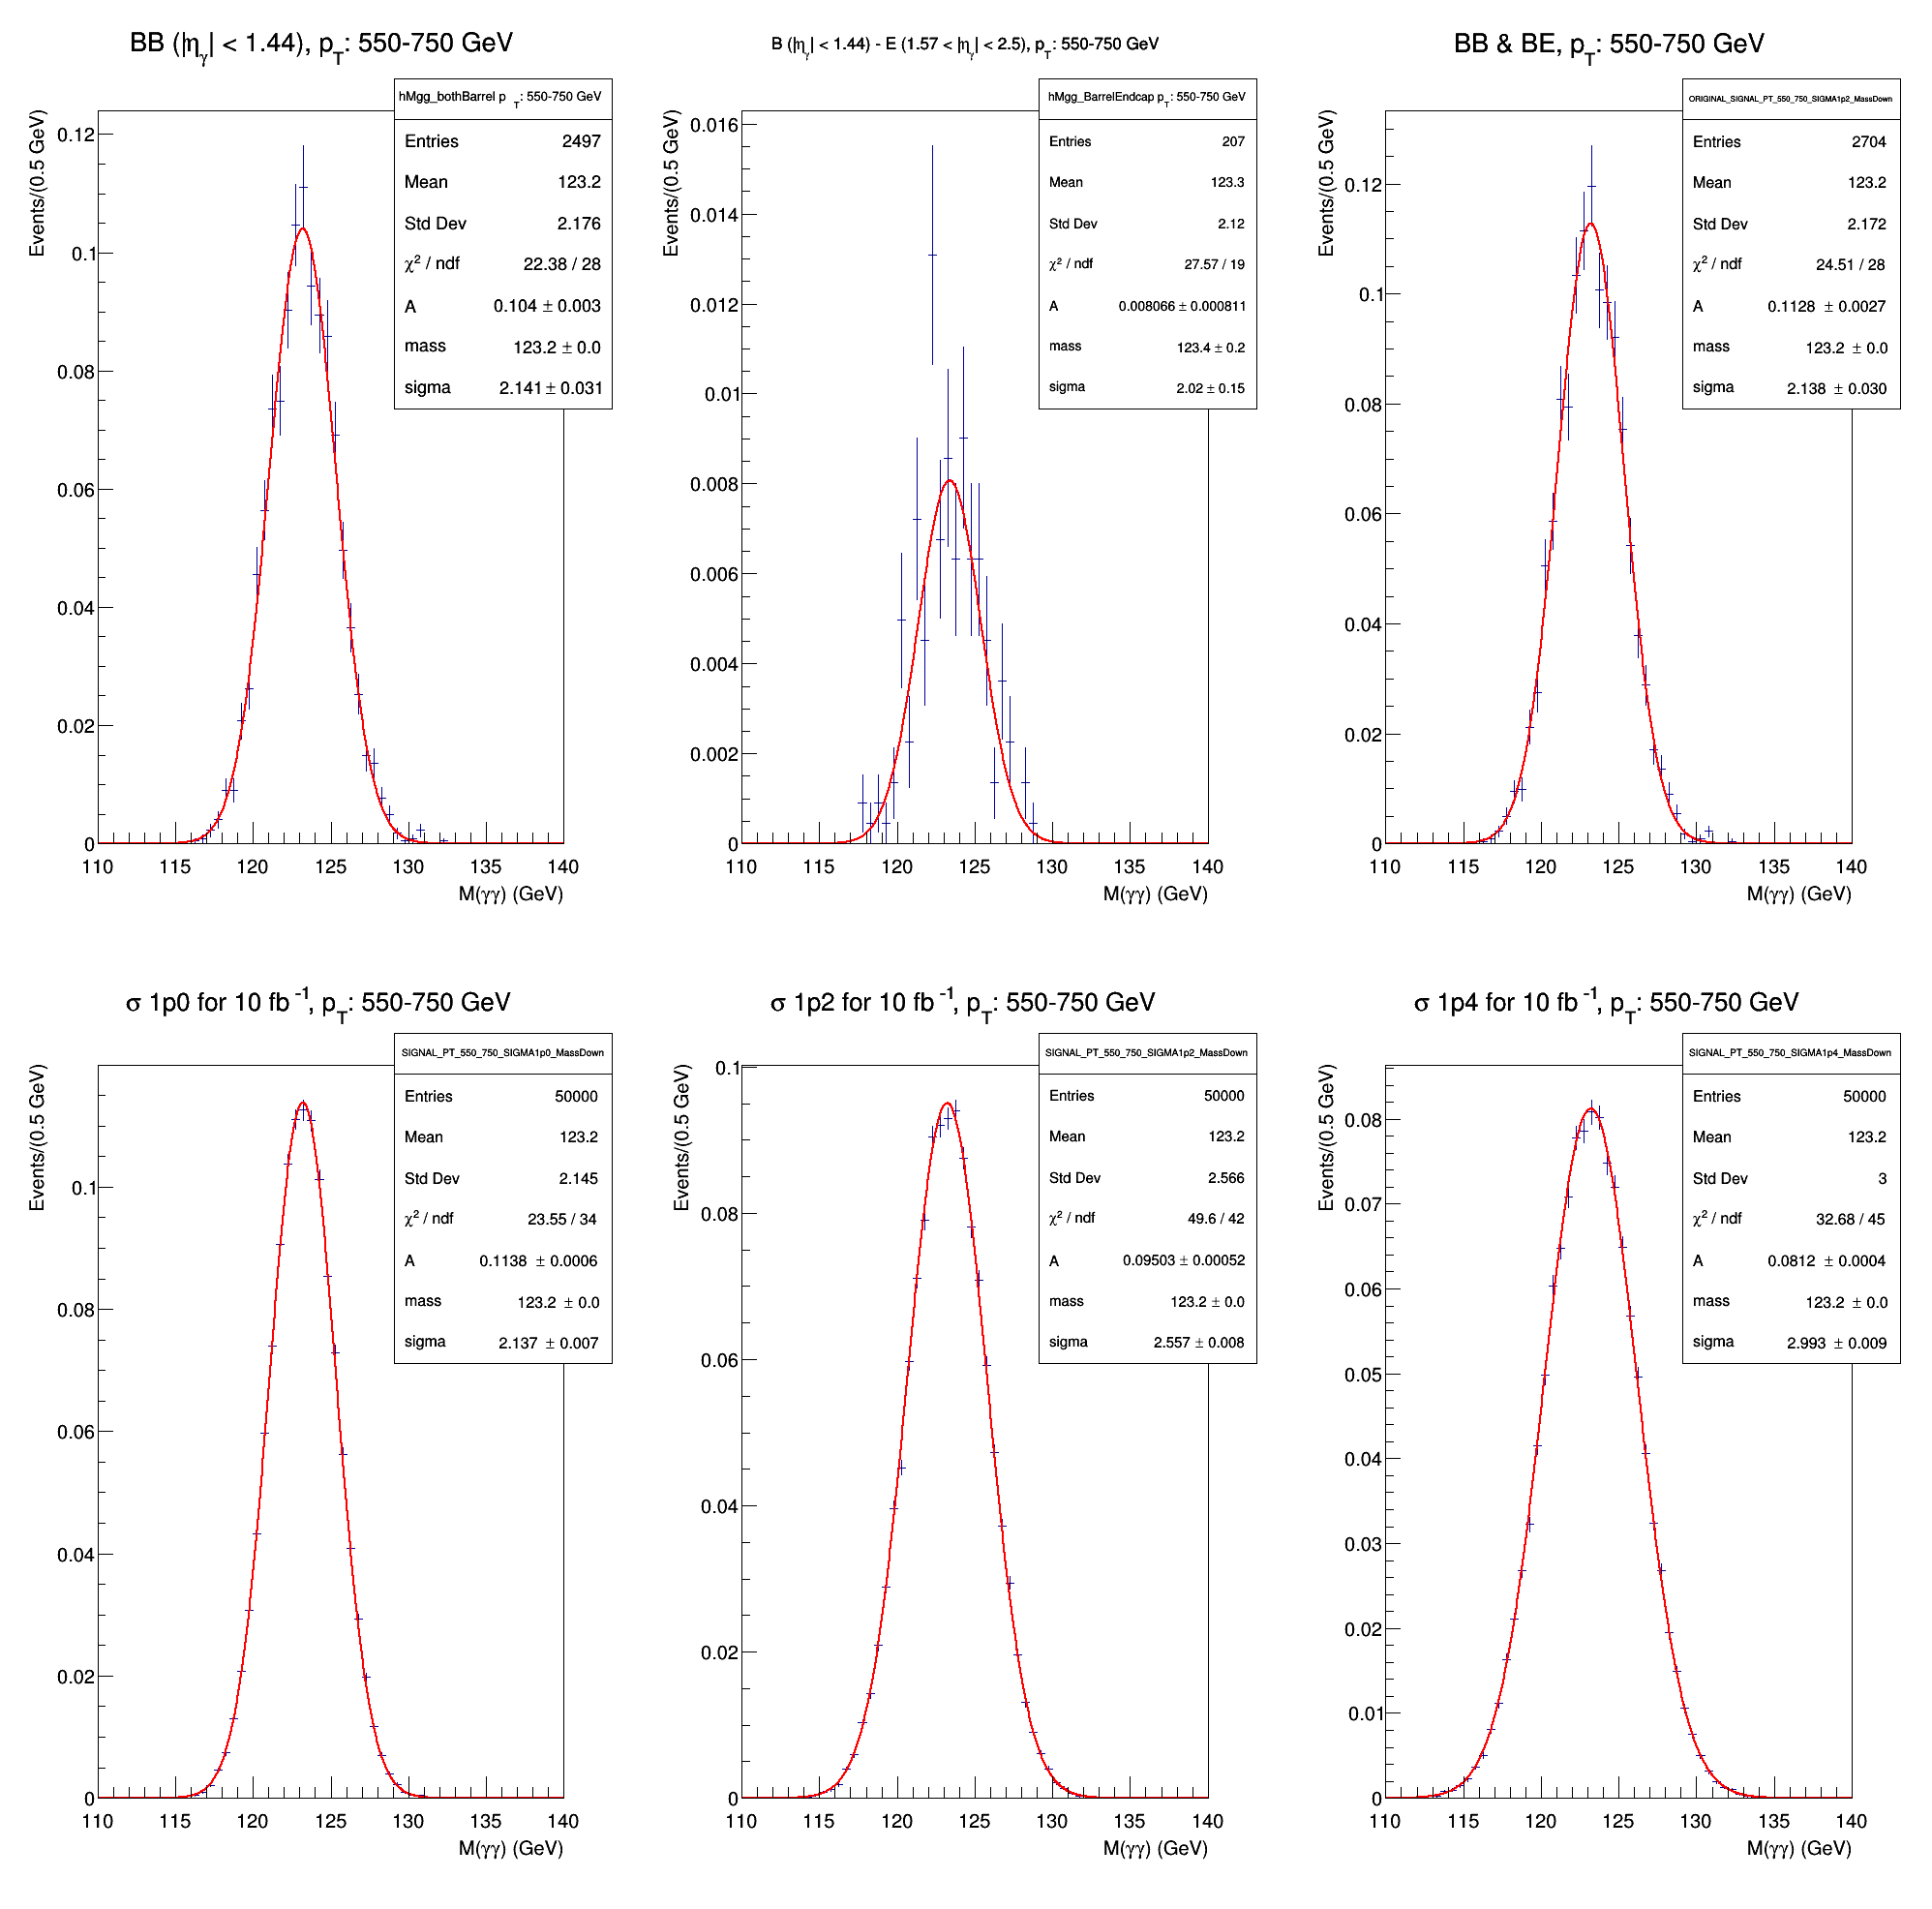 BB (|ηγ| < 1.44), pT: 550-750 GeV
Events/(0.5 GeV)
hMgg_bothBarrel pT: 550-750 GeV
Entries 2497
Mean 123.2
Std Dev 2.176
χ² / ndf 22.38 / 28
A 0.104 ± 0.003
mass 123.2 ± 0.0
sigma 2.141 ± 0.031
0.12
0.1
0.08
0.06
0.04
0.02
0
110 115 120 125 130 135 140
M(γγ) (GeV)
B (|ηγ| < 1.44) - E (1.57 < |ηγ| < 2.5), pT: 550-750 GeV
Events/(0.5 GeV)
hMgg_BarrelEndcap pT: 550-750 GeV
Entries 207
Mean 123.3
Std Dev 2.12
χ² / ndf 27.57 / 19
A 0.008066 ± 0.000811
mass 123.4 ± 0.2
sigma 2.02 ± 0.15
0.016
0.014
0.012
0.01
0.008
0.006
0.004
0.002
0
110 115 120 125 130 135 140
M(γγ) (GeV)
BB & BE, pT: 550-750 GeV
Events/(0.5 GeV)
ORIGINAL_SIGNAL_PT_550_750_SIGMA1p2_MassDown
Entries 2704
Mean 123.2
Std Dev 2.172
χ² / ndf 24.51 / 28
A 0.1128 ± 0.0027
mass 123.2 ± 0.0
sigma 2.138 ± 0.030
0.12
0.1
0.08
0.06
0.04
0.02
0
110 115 120 125 130 135 140
M(γγ) (GeV)
σ 1p0 for 10 fb⁻¹, pT: 550-750 GeV
Events/(0.5 GeV)
SIGNAL_PT_550_750_SIGMA1p0_MassDown
Entries 50000
Mean 123.2
Std Dev 2.145
χ² / ndf 23.55 / 34
A 0.1138 ± 0.0006
mass 123.2 ± 0.0
sigma 2.137 ± 0.007
0.1
0.08
0.06
0.04
0.02
0
110 115 120 125 130 135 140
M(γγ) (GeV)
σ 1p2 for 10 fb⁻¹, pT: 550-750 GeV
Events/(0.5 GeV)
SIGNAL_PT_550_750_SIGMA1p2_MassDown
Entries 50000
Mean 123.2
Std Dev 2.566
χ² / ndf 49.6 / 42
A 0.09503 ± 0.00052
mass 123.2 ± 0.0
sigma 2.557 ± 0.008
0.1
0.08
0.06
0.04
0.02
0
110 115 120 125 130 135 140
M(γγ) (GeV)
σ 1p4 for 10 fb⁻¹, pT: 550-750 GeV
Events/(0.5 GeV)
SIGNAL_PT_550_750_SIGMA1p4_MassDown
Entries 50000
Mean 123.2
Std Dev 3
χ² / ndf 32.68 / 45
A 0.0812 ± 0.0004
mass 123.2 ± 0.0
sigma 2.993 ± 0.009
0.08
0.07
0.06
0.05
0.04
0.03
0.02
0.01
0
110 115 120 125 130 135 140
M(γγ) (GeV)